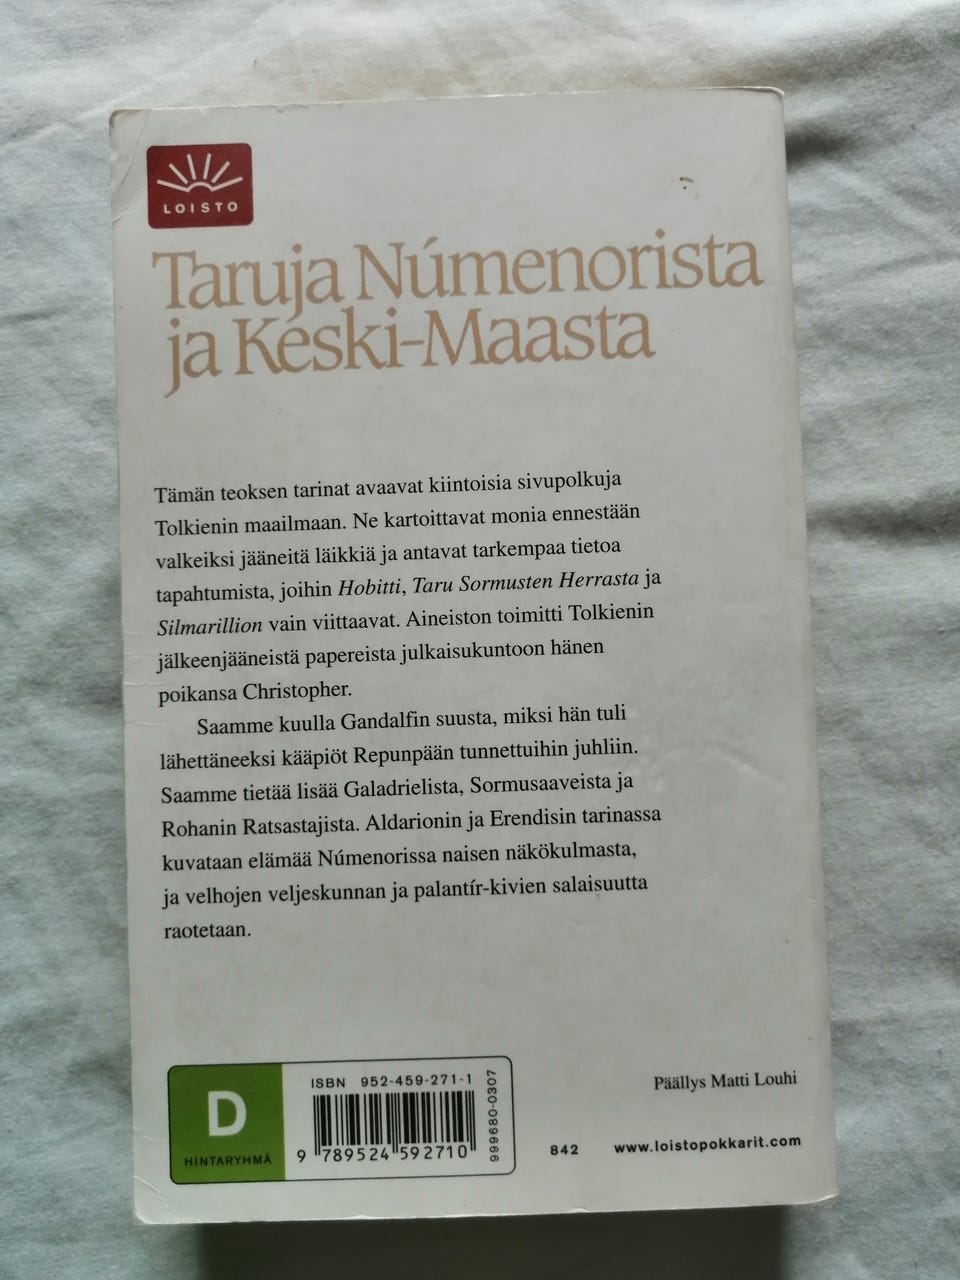 LOISTO
Taruja Númenorista
ja Keski-Maasta
Tämän teoksen tarinat avaavat kiintoisia sivupolkuja
Tolkienin maailmaan. Ne kartoittavat monia ennestään
valkeiksi jääneitä läikkiä ja antavat tarkempaa tietoa
tapahtumista, joihin Hobitti, Taru Sormusten Herrasta ja
Silmarillion vain viittaavat. Aineiston toimitti Tolkienin
jälkeenjääneistä papereista julkaisukuntoon hänen
poikansa Christopher.
Saamme kuulla Gandalfin suusta, miksi hän tuli
lähettäneeksi kääpiöt Repunpään tunnettuihin juhliin.
Saamme tietää lisää Galadrielista, Sormusaaveista ja
Rohanin Ratsastajista. Aldarionin ja Erendisin tarinassa
kuvataan elämää Númenorissa naisen näkökulmasta,
ja velhojen veljeskunnan ja palantír-kivien salaisuutta
raotetaan.
D
HINTARYHMÄ
ISBN 952-459-271-1
9 789524 592710
999680-0307
Päällys Matti Louhi
842 www.loistopokkarit.com